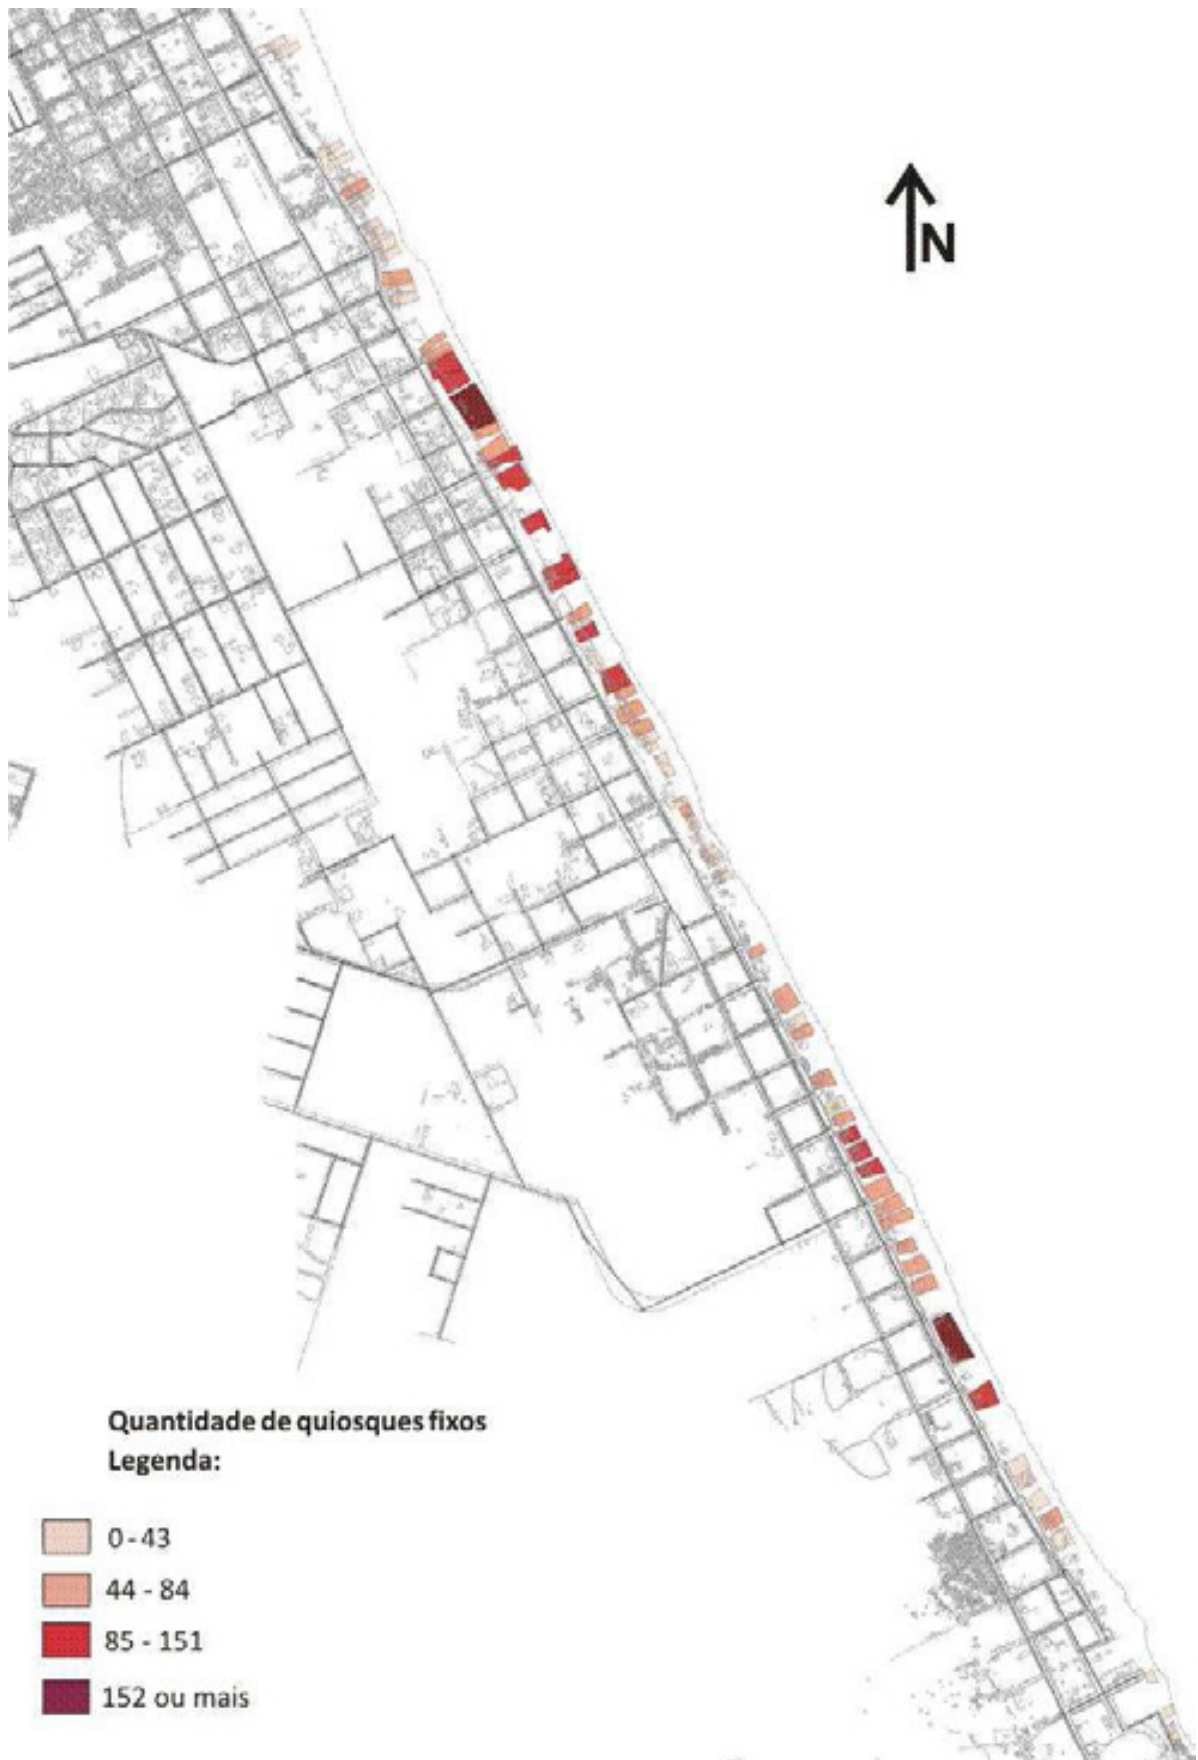 N
Quantidade de quiosques fixos
Legenda:
0 - 43
44 - 84
85 - 151
152 ou mais